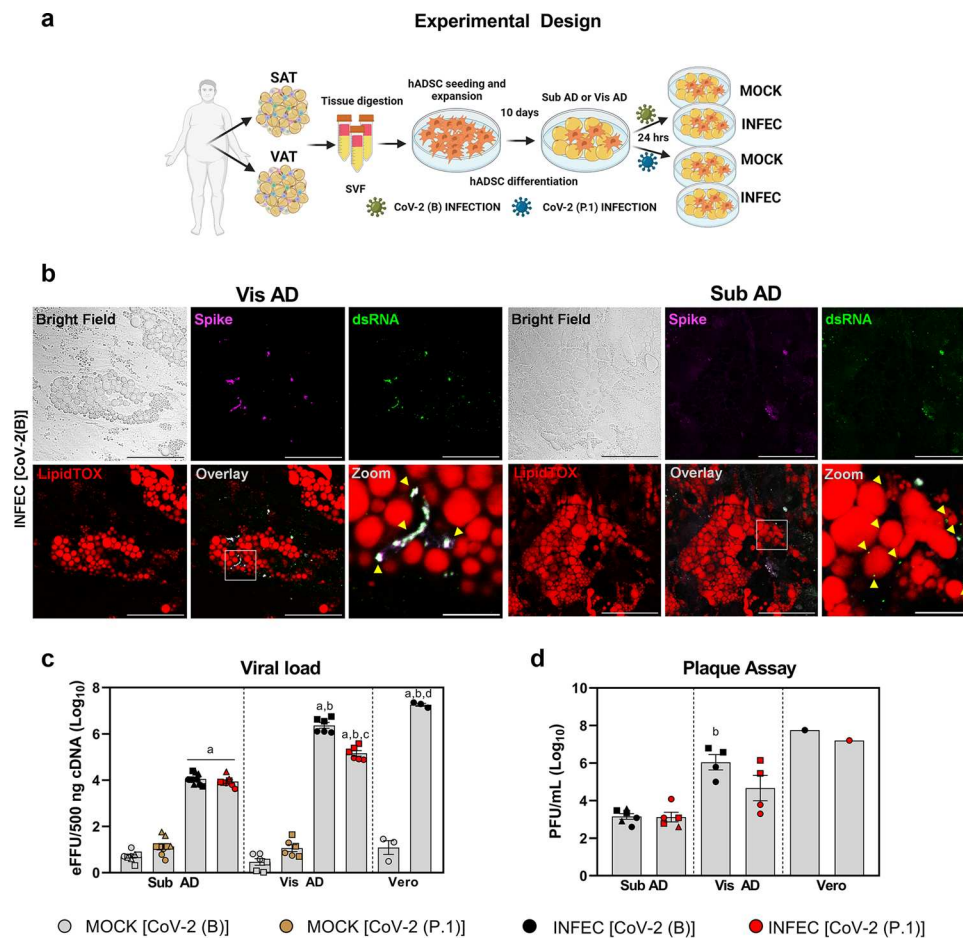 a
Experimental Design
SAT
VAT
Tissue digestion
SVF
hADSC seeding and
expansion
10 days
Sub AD or Vis AD
hADSC differentiation
24 hrs
MOCK
INFEC
MOCK
INFEC
CoV-2 (B) INFECTION
CoV-2 (P.1) INFECTION
b
Vis AD
Sub AD
INFEC [CoV-2(B)]
Bright Field
Spike
dsRNA
Bright Field
Spike
dsRNA
LipidTOX
Overlay
Zoom
LipidTOX
Overlay
Zoom
c
Viral load
eFFU/500 ng cDNA (Log10)
8
6
4
2
0
a
a,b
a,b,c
a,b,d
Sub AD
Vis AD
Vero
d
Plaque Assay
PFU/mL (Log10)
10
8
6
4
2
0
b
Sub AD
Vis AD
Vero
MOCK [CoV-2 (B)]
MOCK [CoV-2 (P.1)]
INFEC [CoV-2 (B)]
INFEC [CoV-2 (P.1)]